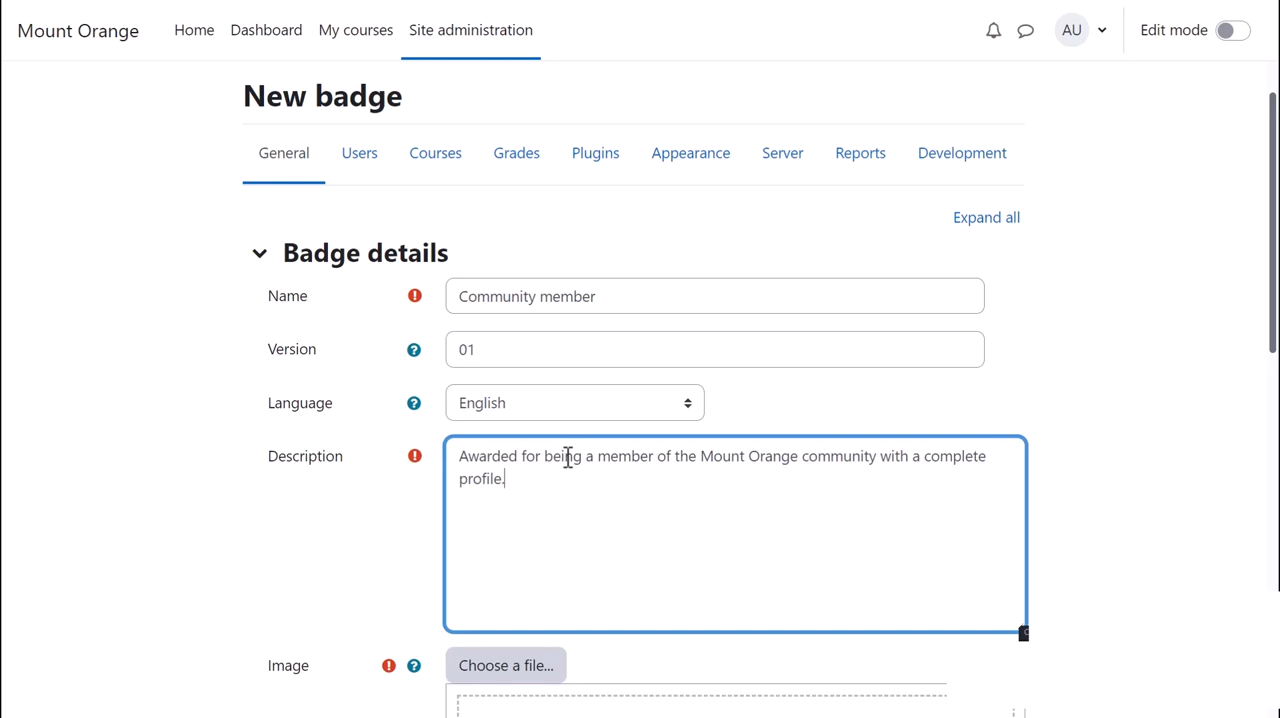 Mount Orange Home Dashboard My courses Site administration AU Edit mode
New badge
General Users Courses Grades Plugins Appearance Server Reports Development
Expand all
Badge details
Name Community member
Version 01
Language English
Description Awarded for being a member of the Mount Orange community with a complete
profile.
Image Choose a file...